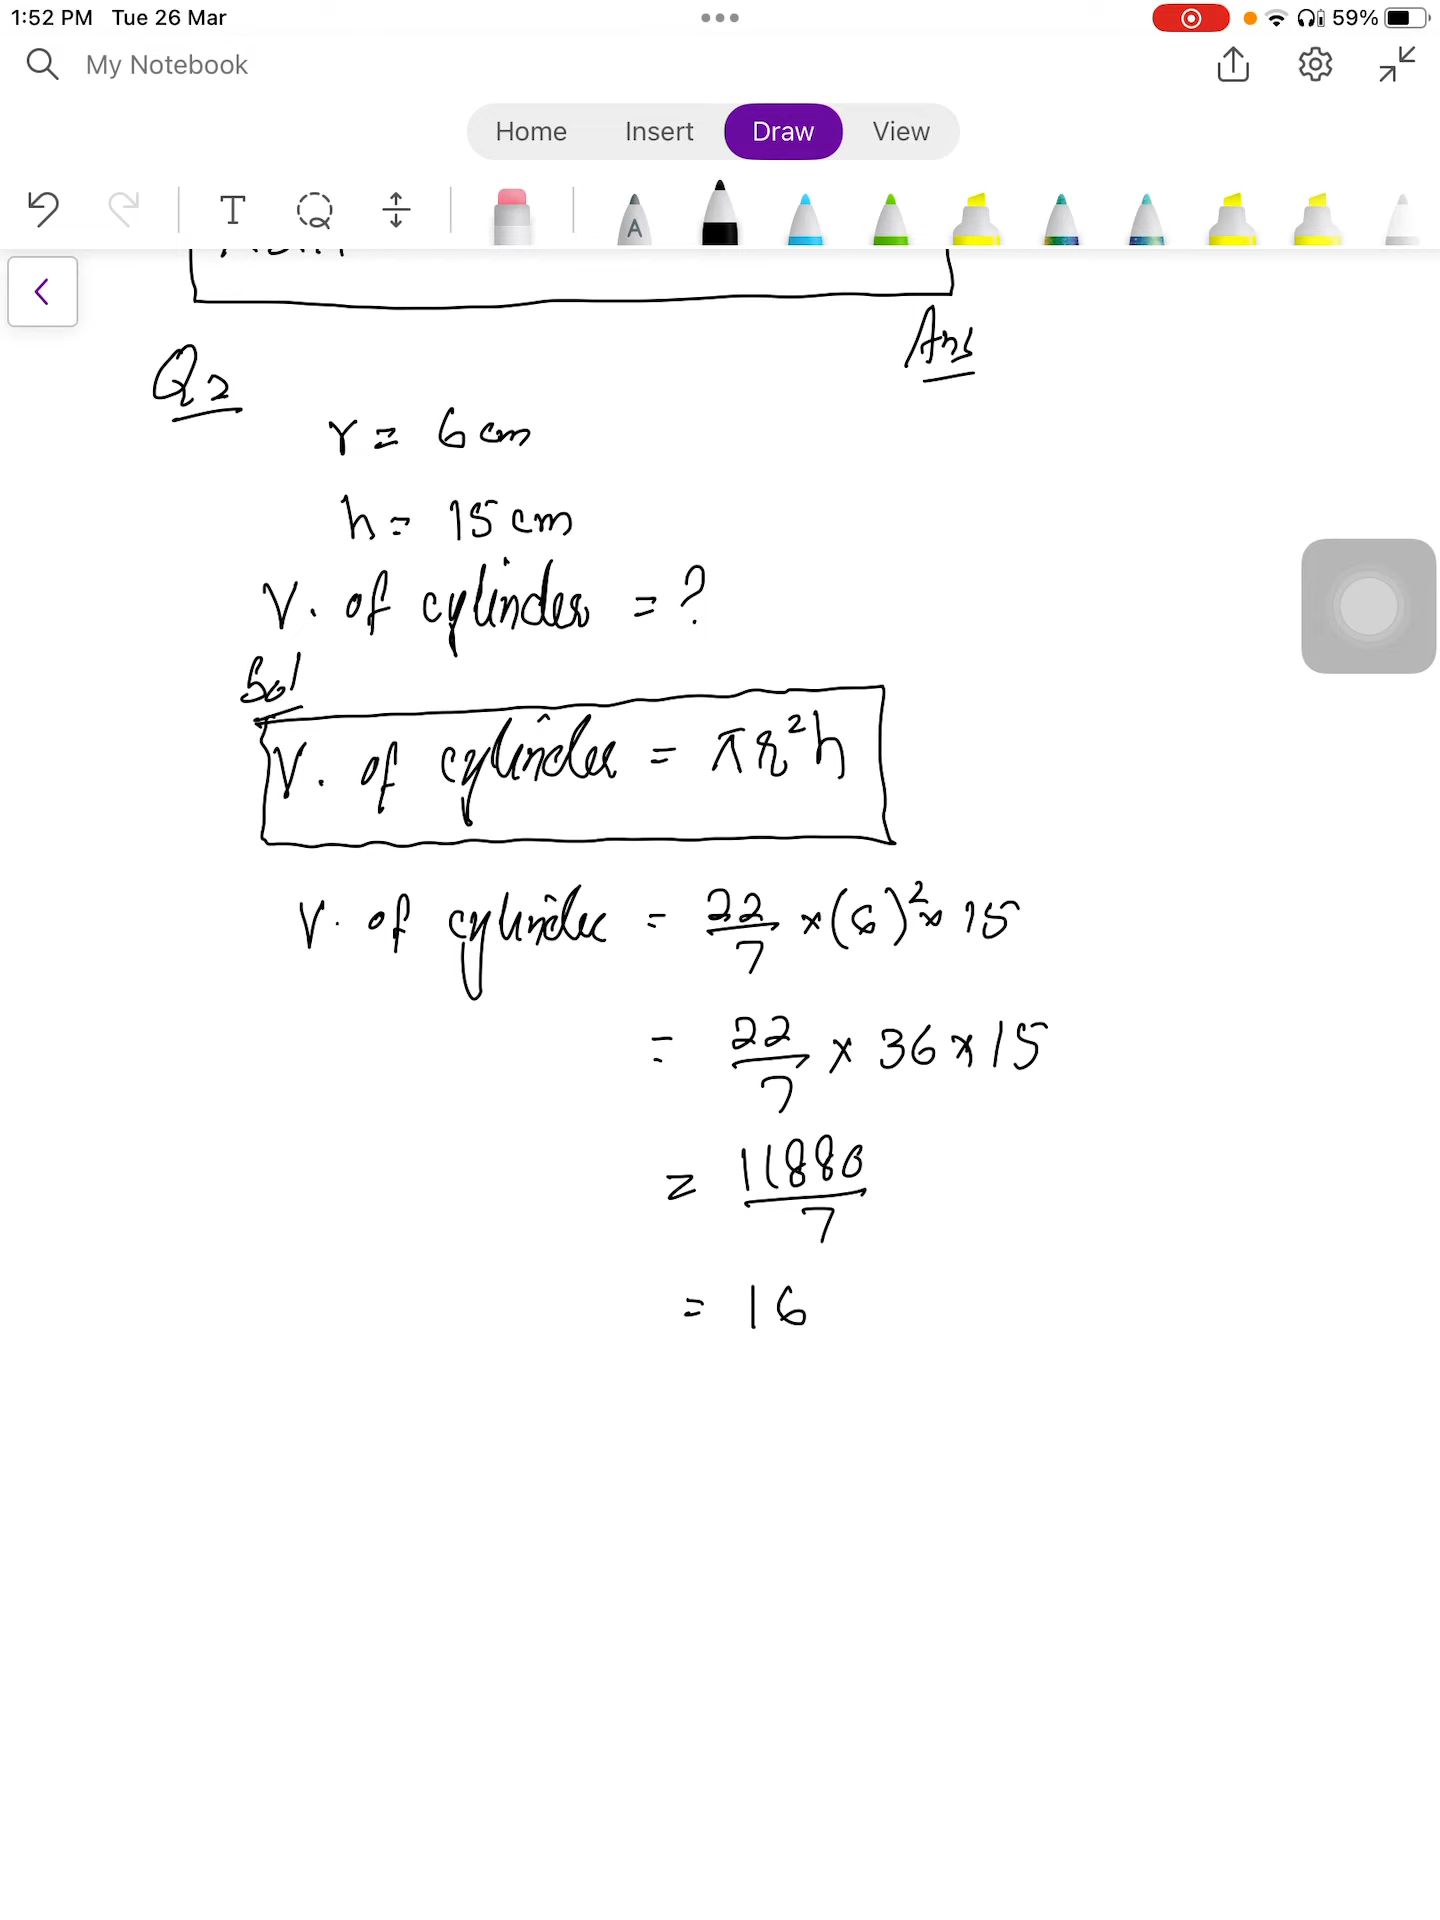 1:52 PM Tue 26 Mar 59%
My Notebook
Home Insert Draw View
T A
Ans
Q2
r = 6 cm
h = 15 cm
V. of cylinder = ?
Sol
V. of cylinder = πr²h
V. of cylinder = 22/7 × (6)² × 15
= 22/7 × 36 × 15
= 11880/7
= 16